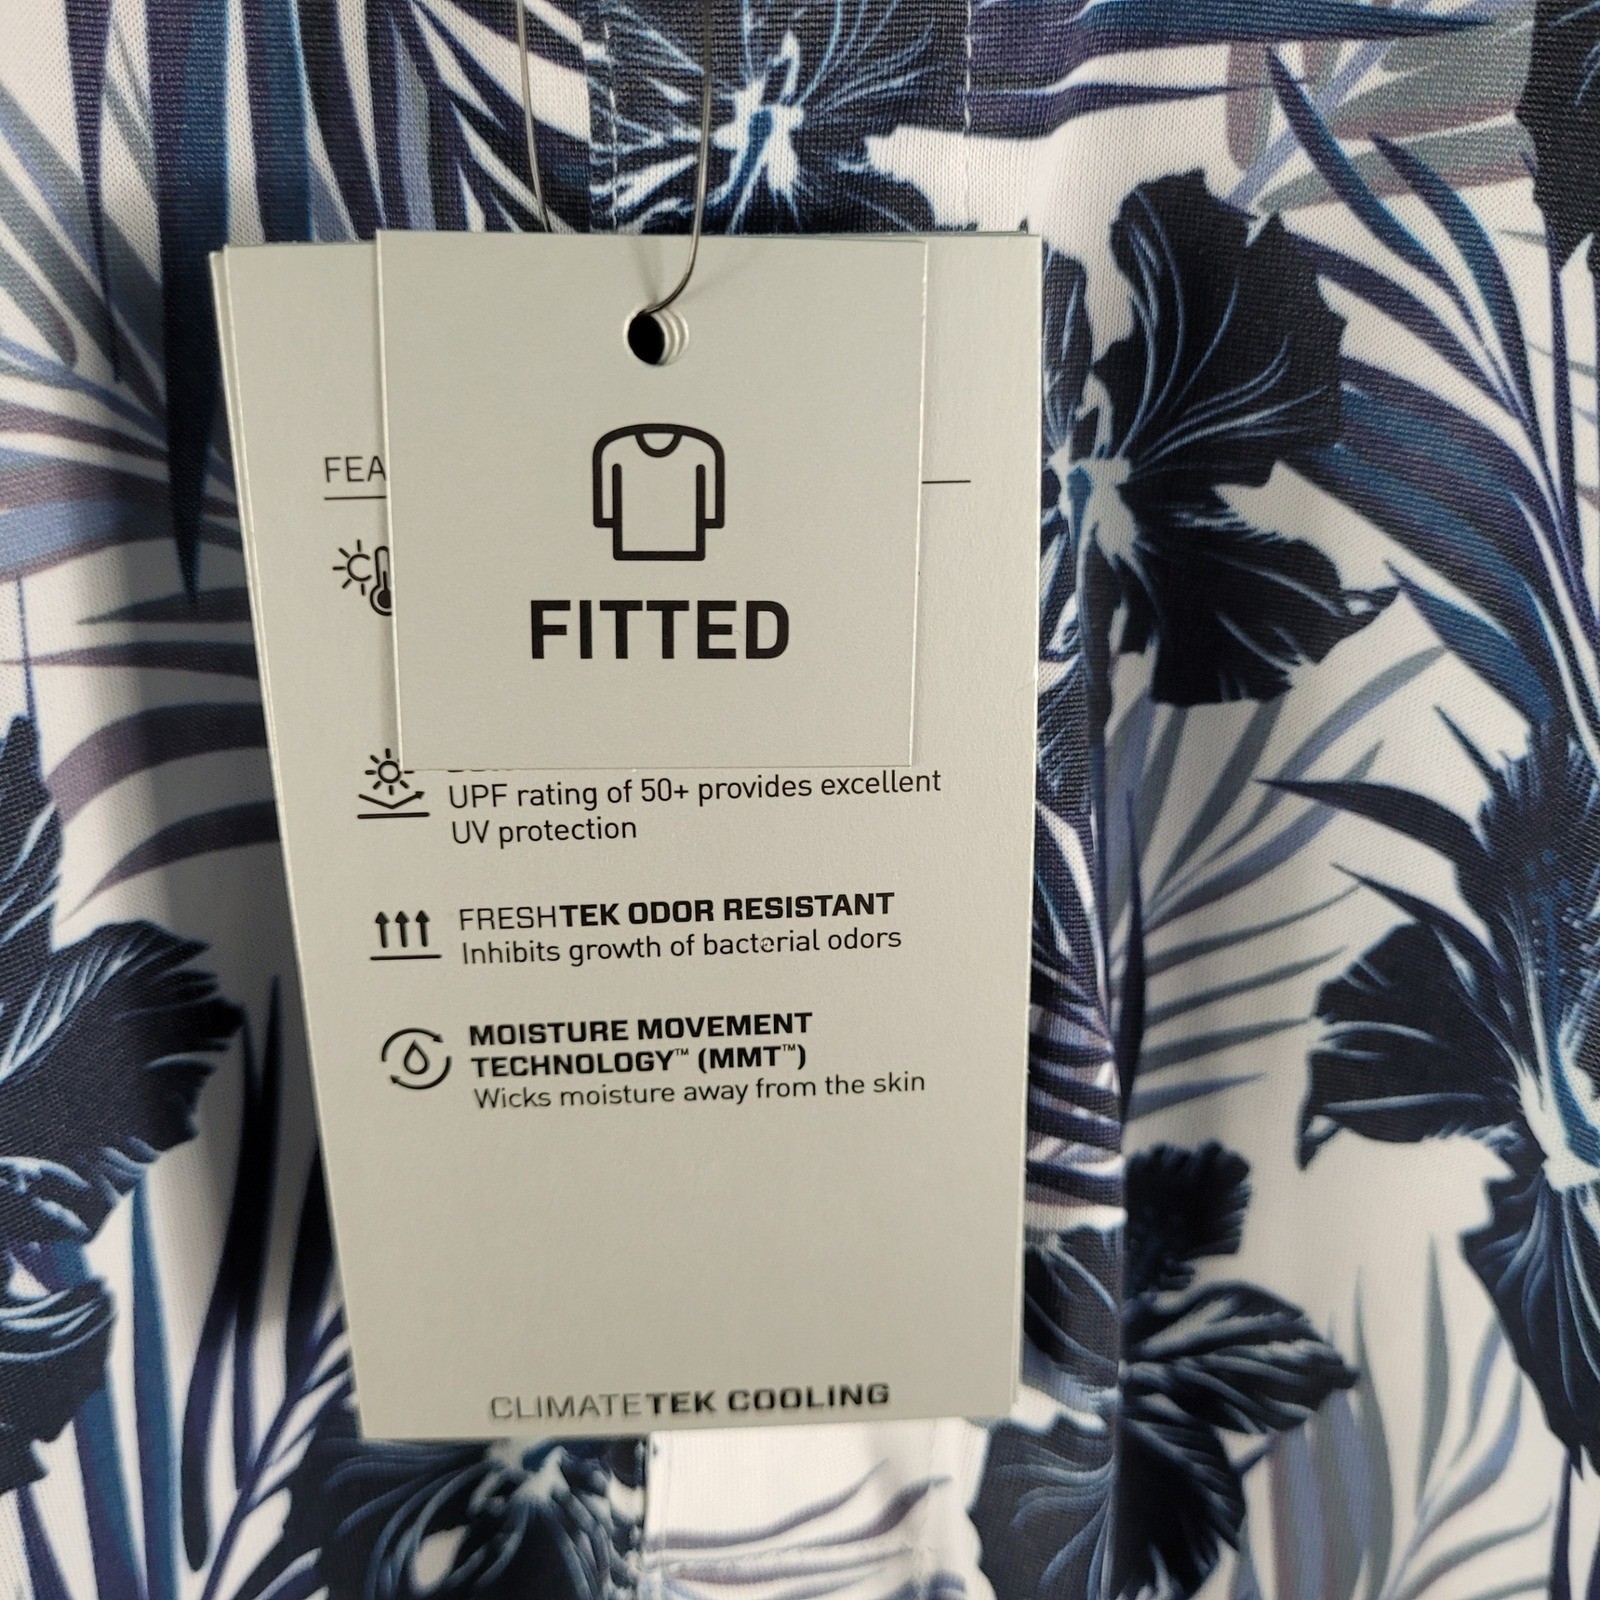 FITTED
FEA
UPF rating of 50+ provides excellent
UV protection
FRESHTEK ODOR RESISTANT
Inhibits growth of bacterial odors
MOISTURE MOVEMENT
TECHNOLOGY™ (MMT™)
Wicks moisture away from the skin
CLIMATETEK COOLING